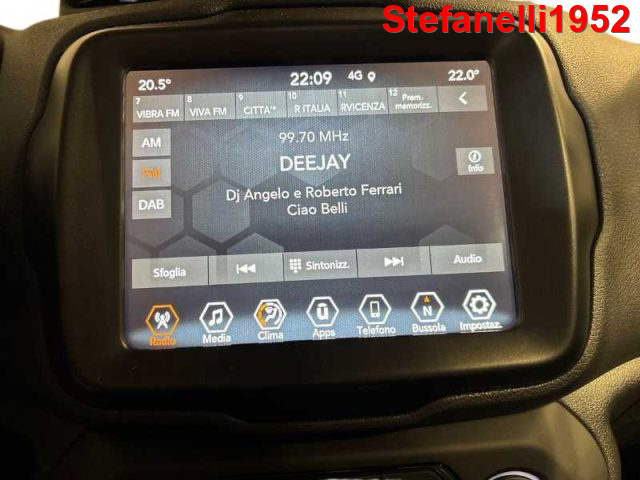 Stefanelli1952
20.5° 22:09 4G 22.0°
7 VIBRA FM 8 VIVA FM 9 CITTA'* 10 R ITALIA 11 RVICENZA 12 Prem. memorizz.
AM
99.70 MHz
FM
DEEJAY
Info
DAB
Dj Angelo e Roberto Ferrari
Ciao Belli
Sfoglia Sintonizz. Audio
Radio Media Clima Apps Telefono Bussola Impostaz.
N